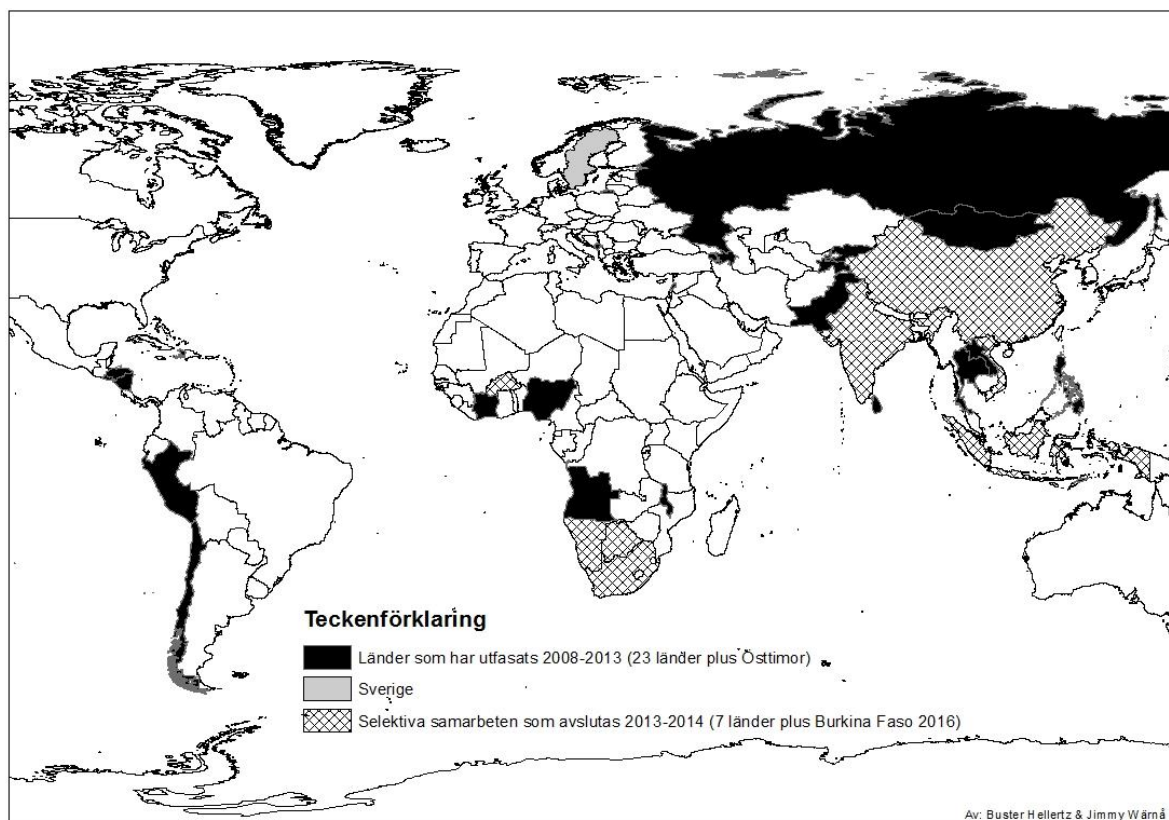 Teckenförklaring
Länder som har utfasats 2008-2013 (23 länder plus Östtimor)
Sverige
Selektiva samarbeten som avslutas 2013-2014 (7 länder plus Burkina Faso 2016)
Av: Buster Hellertz & Jimmy Wärnå